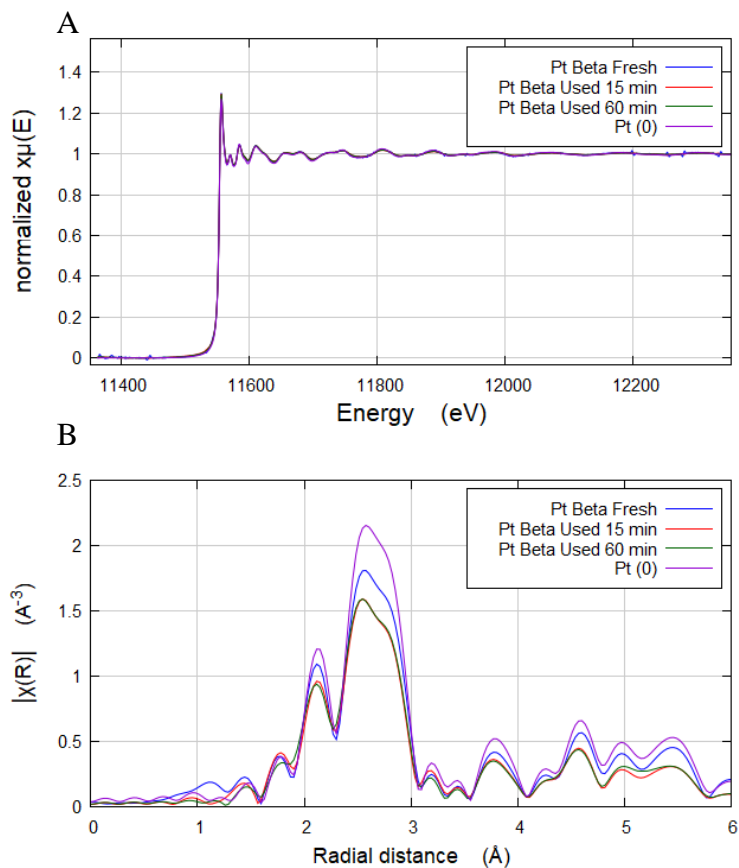 A
normalized xμ(E)
1.4
1.2
1
0.8
0.6
0.4
0.2
0
Pt Beta Fresh
Pt Beta Used 15 min
Pt Beta Used 60 min
Pt (0)
11400
11600
11800
12000
12200
Energy (eV)
B
|χ(R)| (A⁻³)
2.5
2
1.5
1
0.5
0
Pt Beta Fresh
Pt Beta Used 15 min
Pt Beta Used 60 min
Pt (0)
0
1
2
3
4
5
6
Radial distance (Å)